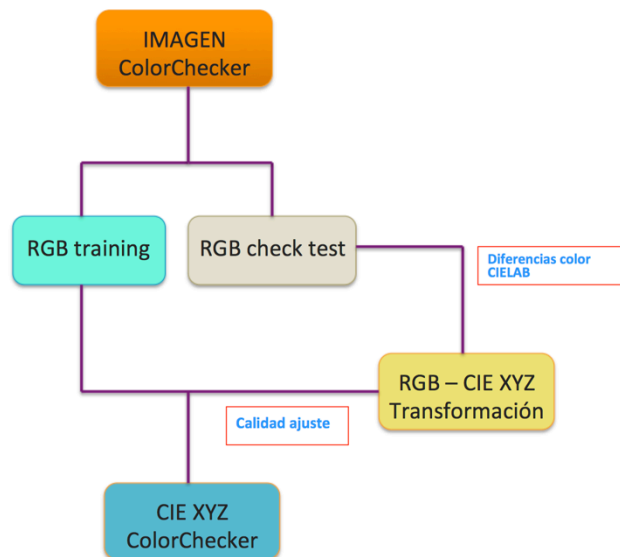 IMAGEN
ColorChecker
RGB training
RGB check test
Diferencias color
CIELAB
RGB – CIE XYZ
Transformación
Calidad ajuste
CIE XYZ
ColorChecker